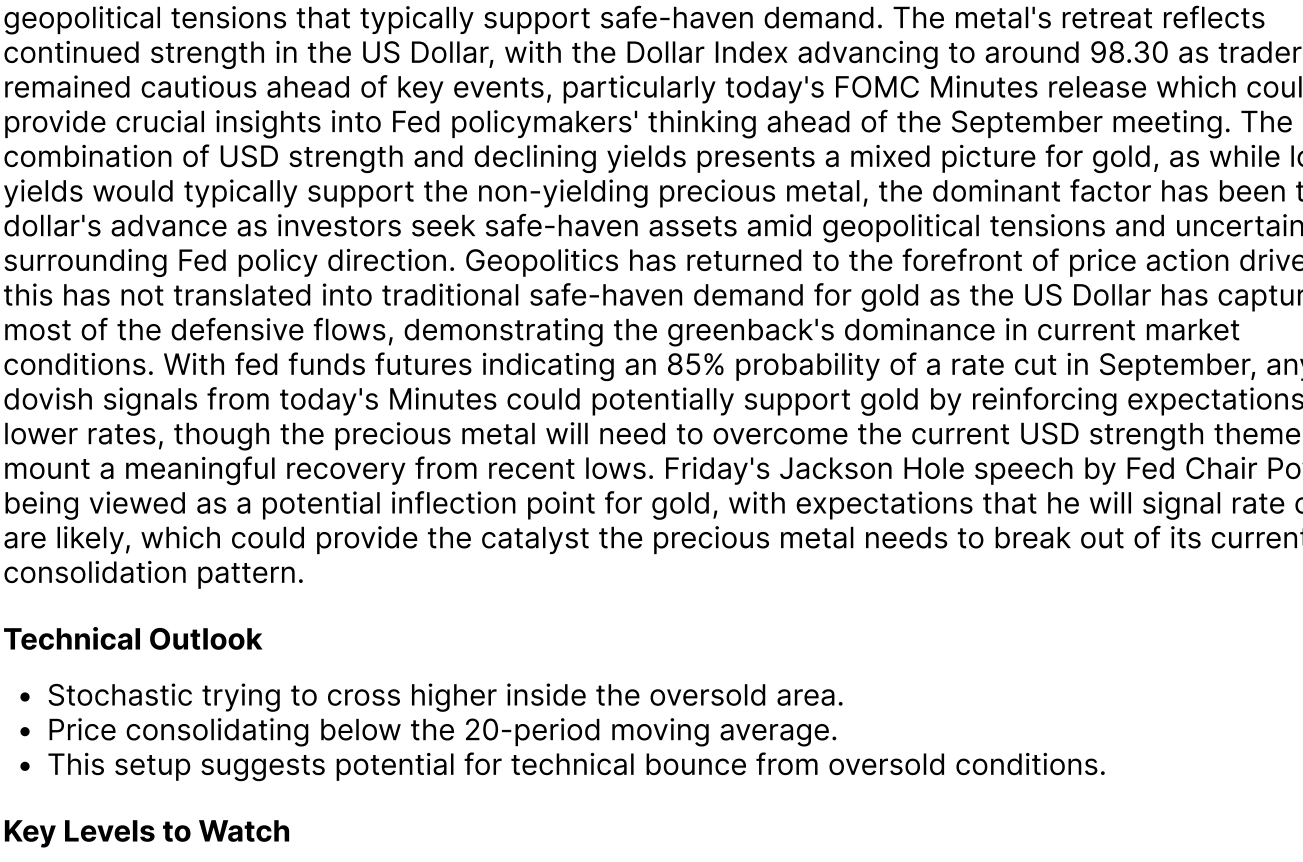 geopolitical tensions that typically support safe-haven demand. The metal's retreat reflects
continued strength in the US Dollar, with the Dollar Index advancing to around 98.30 as trader
remained cautious ahead of key events, particularly today's FOMC Minutes release which coul
provide crucial insights into Fed policymakers' thinking ahead of the September meeting. The
combination of USD strength and declining yields presents a mixed picture for gold, as while lo
yields would typically support the non-yielding precious metal, the dominant factor has been t
dollar's advance as investors seek safe-haven assets amid geopolitical tensions and uncertain
surrounding Fed policy direction. Geopolitics has returned to the forefront of price action drive
this has not translated into traditional safe-haven demand for gold as the US Dollar has captur
most of the defensive flows, demonstrating the greenback's dominance in current market
conditions. With fed funds futures indicating an 85% probability of a rate cut in September, any
dovish signals from today's Minutes could potentially support gold by reinforcing expectations
lower rates, though the precious metal will need to overcome the current USD strength theme
mount a meaningful recovery from recent lows. Friday's Jackson Hole speech by Fed Chair Po
being viewed as a potential inflection point for gold, with expectations that he will signal rate c
are likely, which could provide the catalyst the precious metal needs to break out of its current
consolidation pattern.
Technical Outlook
• Stochastic trying to cross higher inside the oversold area.
• Price consolidating below the 20-period moving average.
• This setup suggests potential for technical bounce from oversold conditions.
Key Levels to Watch